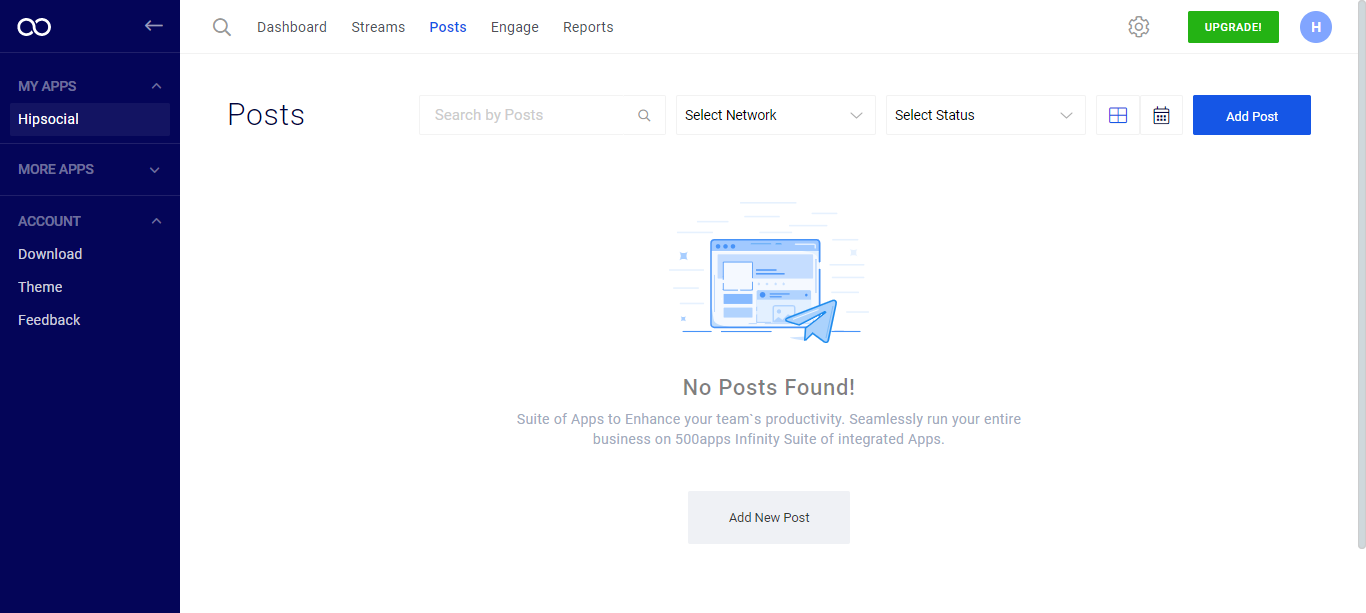 Dashboard Streams Posts Engage Reports UPGRADE! H
MY APPS
Hipsocial
MORE APPS
ACCOUNT
Download
Theme
Feedback
Posts Search by Posts Select Network Select Status Add Post
No Posts Found!
Suite of Apps to Enhance your team`s productivity. Seamlessly run your entire
business on 500apps Infinity Suite of integrated Apps.
Add New Post